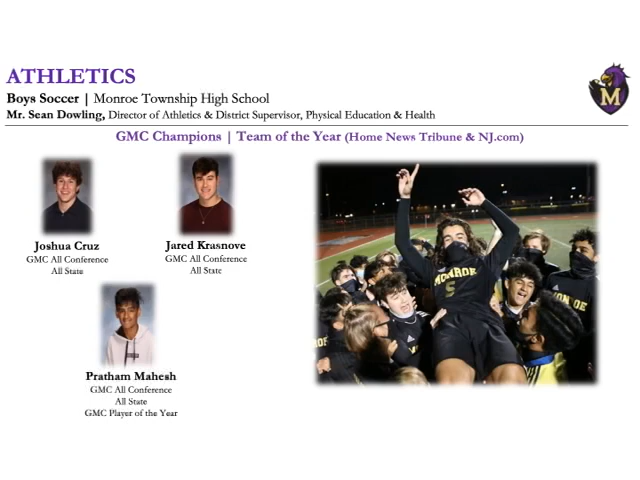 ATHLETICS
Boys Soccer | Monroe Township High School
Mr. Sean Dowling, Director of Athletics & District Supervisor, Physical Education & Health
M
GMC Champions | Team of the Year (Home News Tribune & NJ.com)
Joshua Cruz
GMC All Conference
All State
Jared Krasnove
GMC All Conference
All State
Pratham Mahesh
GMC All Conference
All State
GMC Player of the Year
MONROE
5